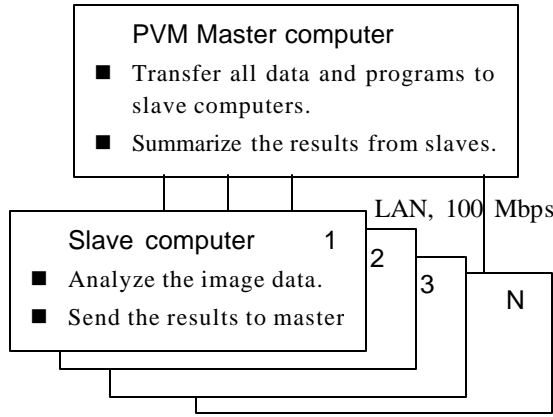 PVM Master computer
■ Transfer all data and programs to
slave computers.
■ Summarize the results from slaves.
LAN, 100 Mbps
Slave computer 1
■ Analyze the image data.
■ Send the results to master
2
3
N